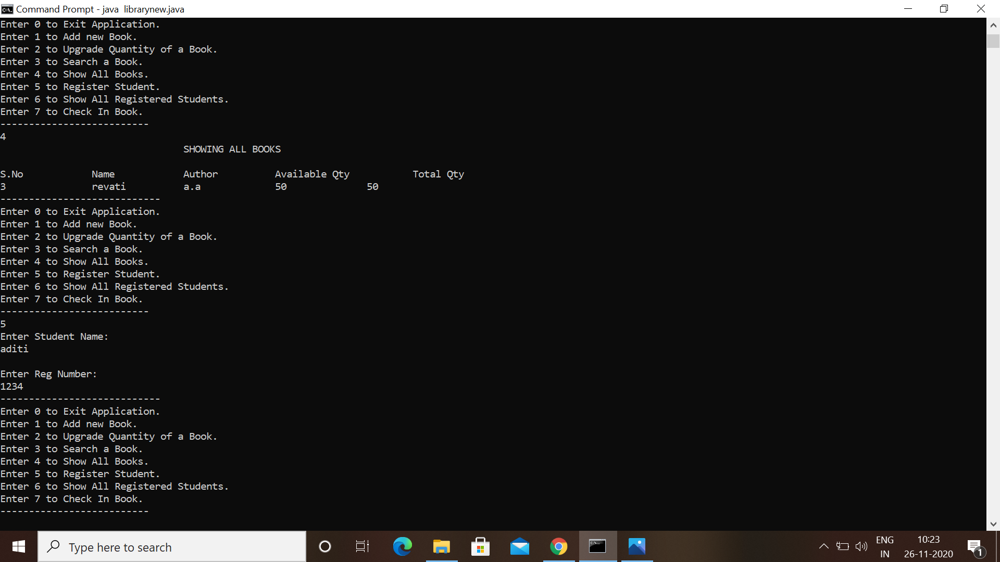 Command Prompt - java  librarynew.java
Enter 0 to Exit Application.
Enter 1 to Add new Book.
Enter 2 to Upgrade Quantity of a Book.
Enter 3 to Search a Book.
Enter 4 to Show All Books.
Enter 5 to Register Student.
Enter 6 to Show All Registered Students.
Enter 7 to Check In Book.
--------------------------
4
SHOWING ALL BOOKS
S.No Name Author Available Qty Total Qty
3 revati a.a 50 50
----------------------------
Enter 0 to Exit Application.
Enter 1 to Add new Book.
Enter 2 to Upgrade Quantity of a Book.
Enter 3 to Search a Book.
Enter 4 to Show All Books.
Enter 5 to Register Student.
Enter 6 to Show All Registered Students.
Enter 7 to Check In Book.
--------------------------
5
Enter Student Name:
aditi
Enter Reg Number:
1234
----------------------------
Enter 0 to Exit Application.
Enter 1 to Add new Book.
Enter 2 to Upgrade Quantity of a Book.
Enter 3 to Search a Book.
Enter 4 to Show All Books.
Enter 5 to Register Student.
Enter 6 to Show All Registered Students.
Enter 7 to Check In Book.
--------------------------
Type here to search
ENG
IN
10:23
26-11-2020
1